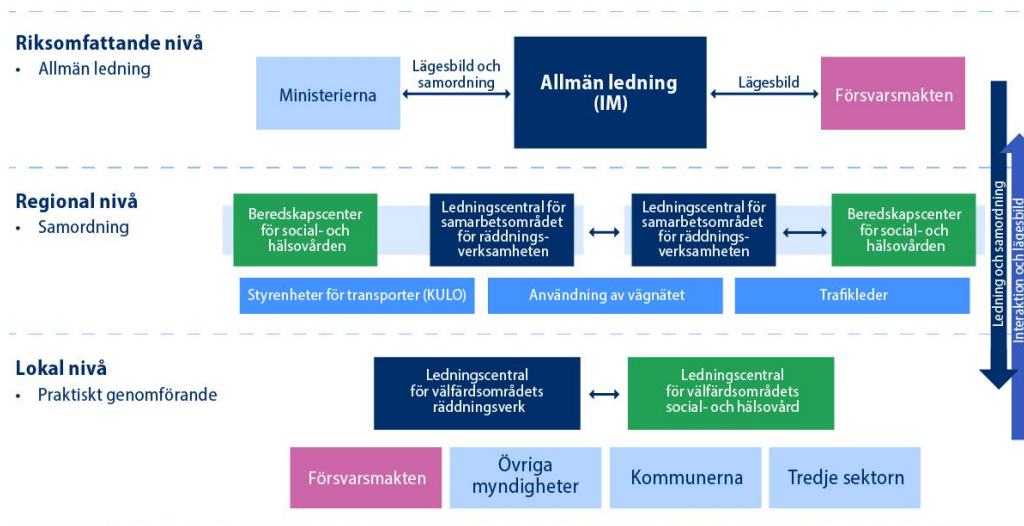 Riksomfattande nivå
• Allmän ledning
Ministerierna
Lägesbild och
samordning
Allmän ledning
(IM)
Lägesbild
Försvarsmakten
Regional nivå
• Samordning
Beredskapscenter
för social- och
hälsovården
Ledningscentral för
samarbetsområdet
för räddnings-
verksamheten
Ledningscentral för
samarbetsområdet
för räddnings-
verksamheten
Beredskapscenter
för social- och
hälsovården
Styrenheter för transporter (KULO)
Användning av vägnätet
Trafikleder
Lokal nivå
• Praktiskt genomförande
Ledningscentral
för välfärdsområdets
räddningsverk
Ledningscentral
för välfärdsområdets
social- och hälsovård
Försvarsmakten
Övriga
myndigheter
Kommunerna
Tredje sektorn
Ledning och samordning
Interaktion och lägesbild